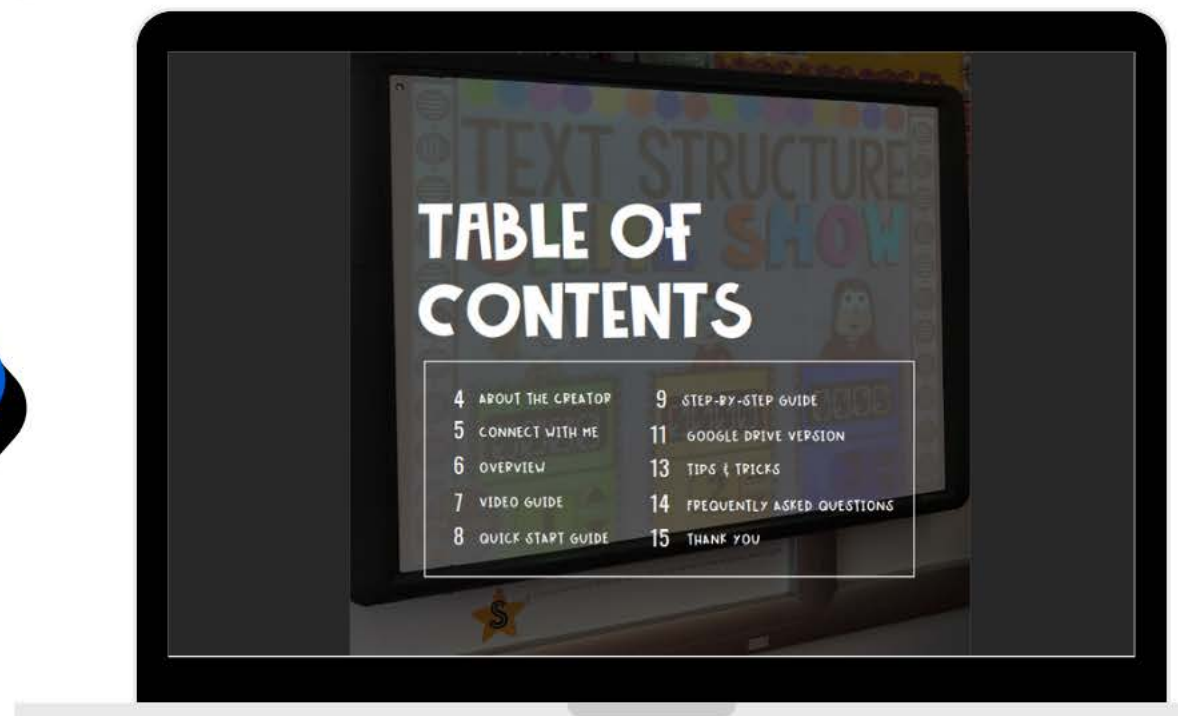 TEXT STRUCTURE
GAME SHOW
TABLE OF
CONTENTS
4 ABOUT THE CREATOR
5 CONNECT WITH ME
6 OVERVIEW
7 VIDEO GUIDE
8 QUICK START GUIDE
9 STEP-BY-STEP GUIDE
11 GOOGLE DRIVE VERSION
13 TIPS & TRICKS
14 FREQUENTLY ASKED QUESTIONS
15 THANK YOU
S